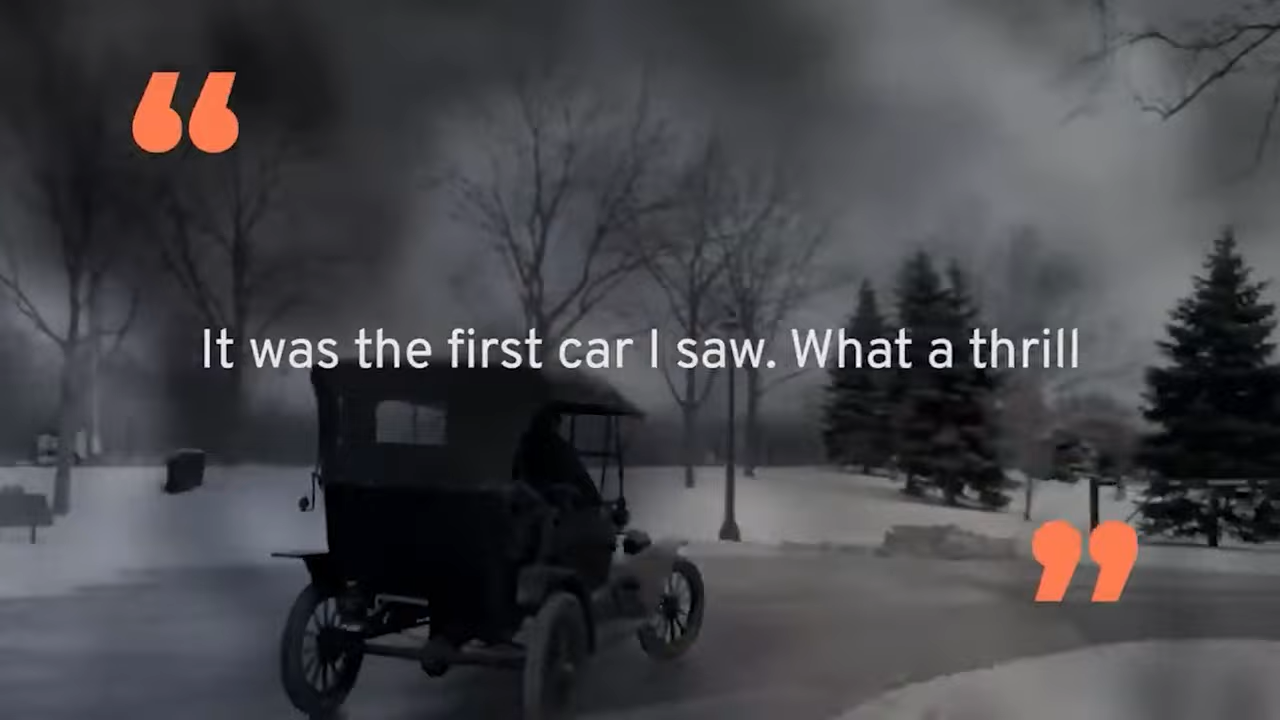 “
It was the first car I saw. What a thrill
”